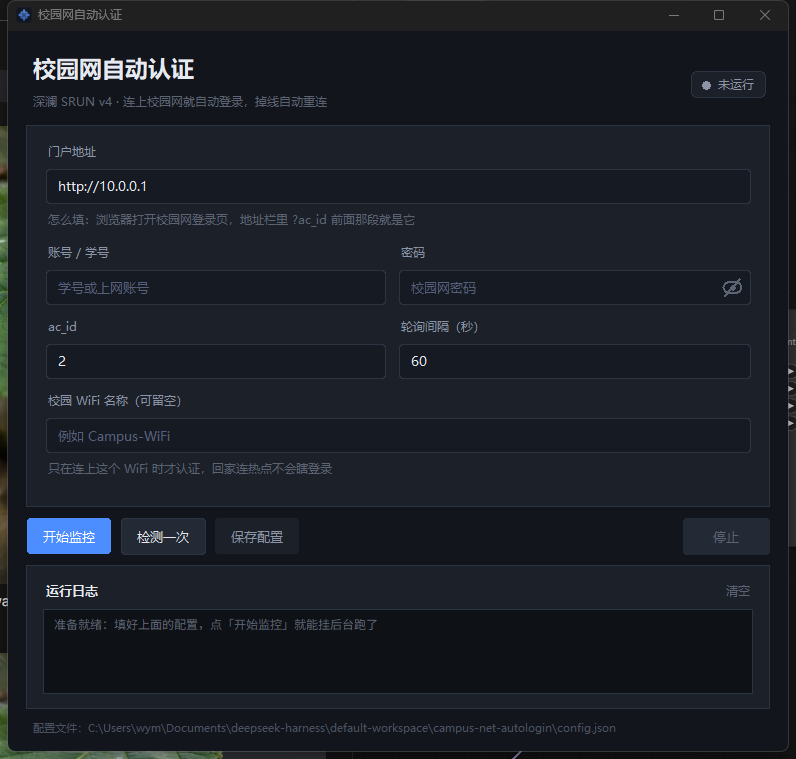 校园网自动认证
校园网自动认证
深澜 SRUN v4 · 连上校园网就自动登录，掉线自动重连
未运行
门户地址
http://10.0.0.1
怎么填：浏览器打开校园网登录页，地址栏里 ?ac_id 前面那段就是它
账号 / 学号
密码
学号或上网账号
校园网密码
ac_id
轮询间隔（秒）
2
60
校园 WiFi 名称（可留空）
例如 Campus-WiFi
只在连上这个 WiFi 时才认证，回家连热点不会瞎登录
开始监控
检测一次
保存配置
停止
运行日志
清空
准备就绪：填好上面的配置，点「开始监控」就能挂后台跑了
配置文件：C:\Users\wym\Documents\deepseek-harness\default-workspace\campus-net-autologin\config.json